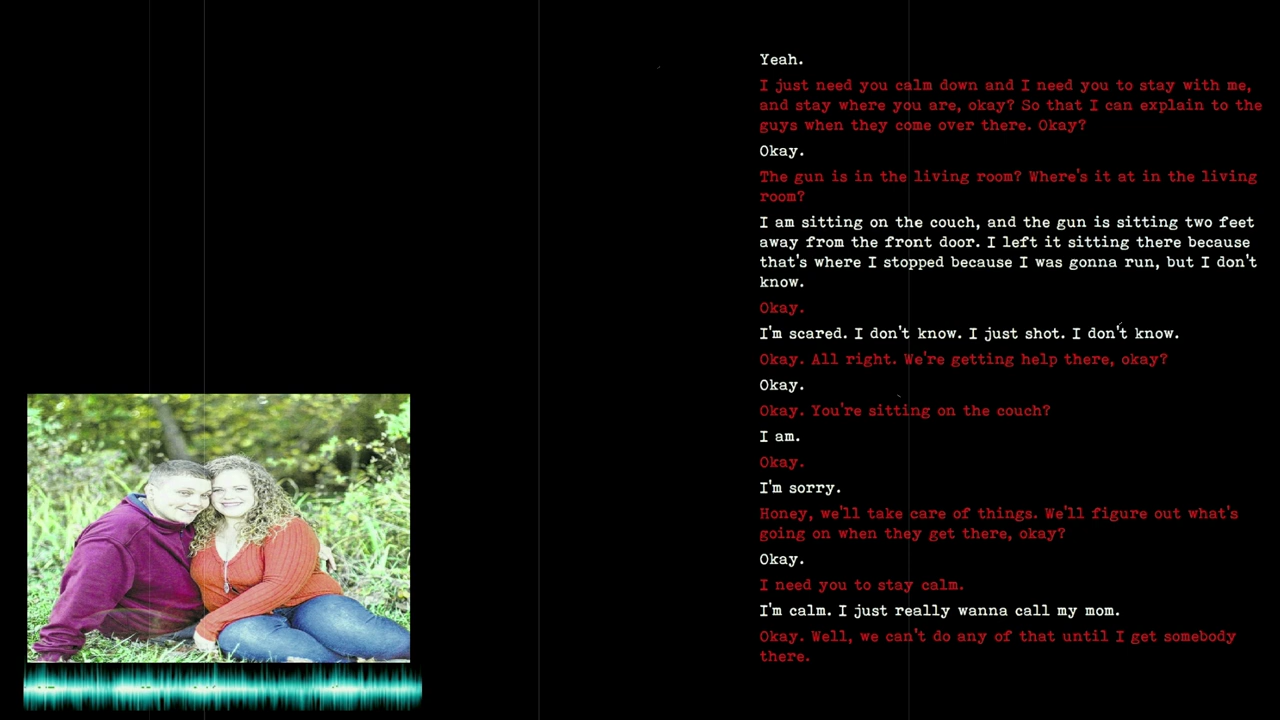 Yeah.
I just need you calm down and I need you to stay with me,
and stay where you are, okay? So that I can explain to the
guys when they come over there. Okay?
Okay.
The gun is in the living room? Where's it at in the living
room?
I am sitting on the couch, and the gun is sitting two feet
away from the front door. I left it sitting there because
that's where I stopped because I was gonna run, but I don't
know.
Okay.
I'm scared. I don't know. I just shot. I don't know.
Okay. All right. We're getting help there, okay?
Okay.
Okay. You're sitting on the couch?
I am.
Okay.
I'm sorry.
Honey, we'll take care of things. We'll figure out what's
going on when they get there, okay?
Okay.
I need you to stay calm.
I'm calm. I just really wanna call my mom.
Okay. Well, we can't do any of that until I get somebody
there.